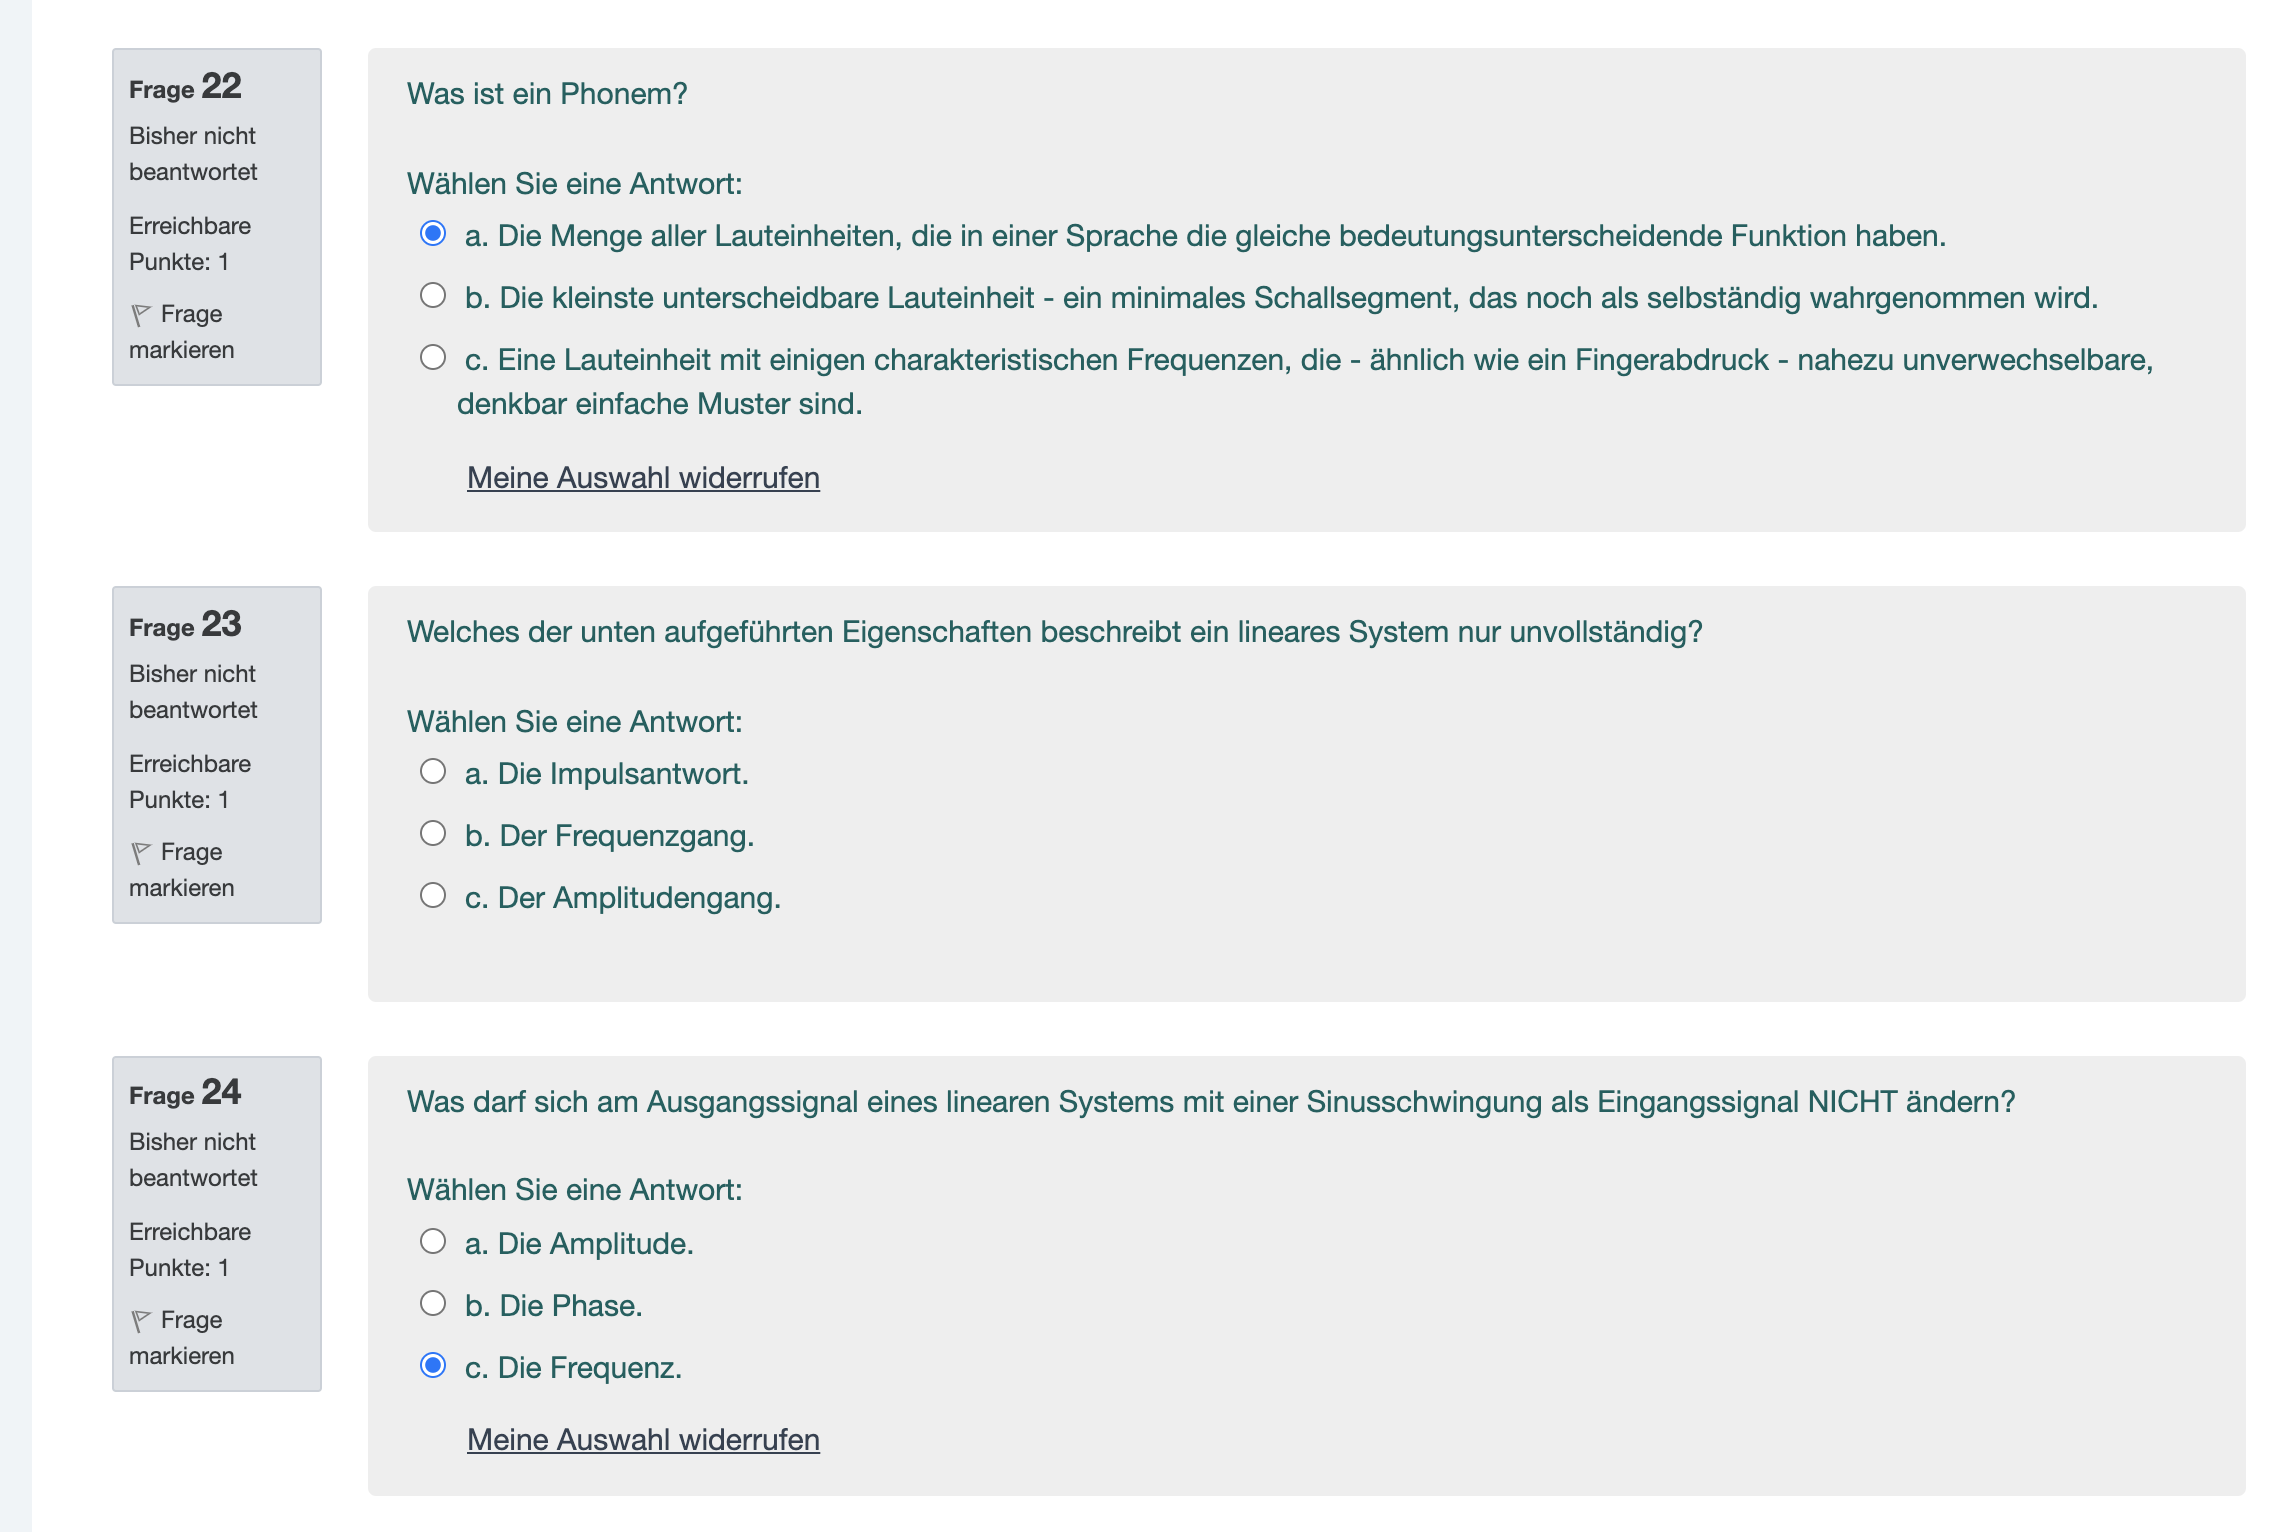 Frage 22
Bisher nicht
beantwortet
Erreichbare
Punkte: 1
Frage
markieren
Was ist ein Phonem?
Wählen Sie eine Antwort:
a. Die Menge aller Lauteinheiten, die in einer Sprache die gleiche bedeutungsunterscheidende Funktion haben.
b. Die kleinste unterscheidbare Lauteinheit - ein minimales Schallsegment, das noch als selbständig wahrgenommen wird.
c. Eine Lauteinheit mit einigen charakteristischen Frequenzen, die - ähnlich wie ein Fingerabdruck - nahezu unverwechselbare,
denkbar einfache Muster sind.
Meine Auswahl widerrufen
Frage 23
Bisher nicht
beantwortet
Erreichbare
Punkte: 1
Frage
markieren
Welches der unten aufgeführten Eigenschaften beschreibt ein lineares System nur unvollständig?
Wählen Sie eine Antwort:
a. Die Impulsantwort.
b. Der Frequenzgang.
c. Der Amplitudengang.
Frage 24
Bisher nicht
beantwortet
Erreichbare
Punkte: 1
Frage
markieren
Was darf sich am Ausgangssignal eines linearen Systems mit einer Sinusschwingung als Eingangssignal NICHT ändern?
Wählen Sie eine Antwort:
a. Die Amplitude.
b. Die Phase.
c. Die Frequenz.
Meine Auswahl widerrufen